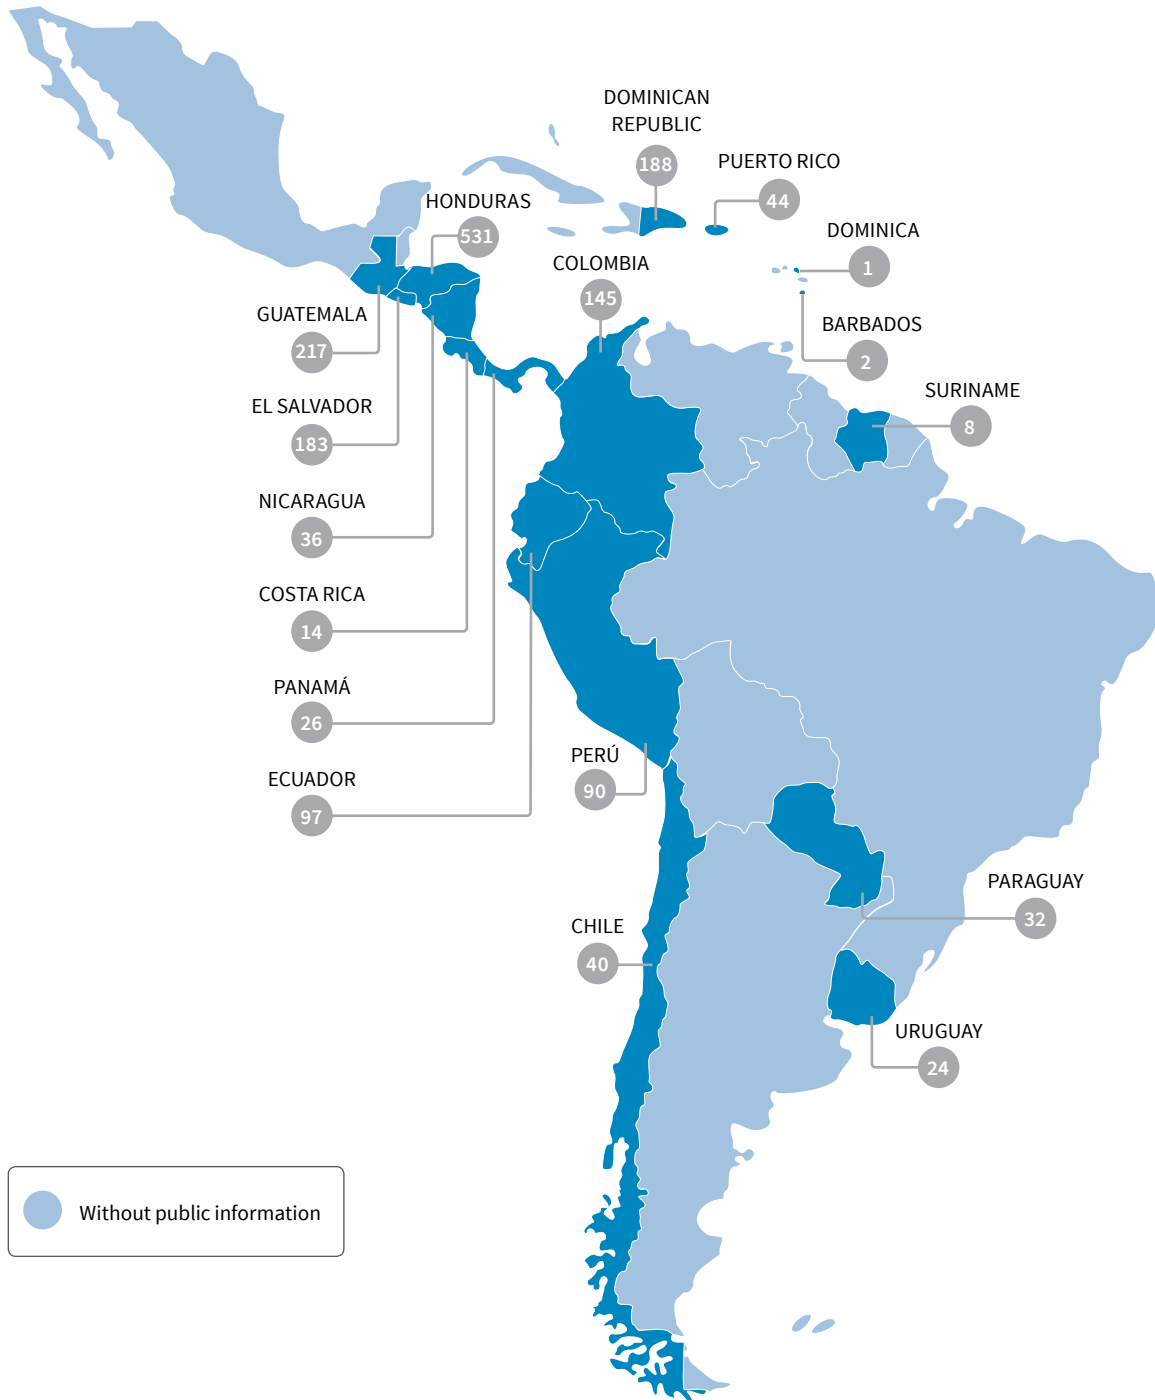 DOMINICAN
REPUBLIC
188
PUERTO RICO
44
HONDURAS
531
DOMINICA
1
COLOMBIA
145
GUATEMALA
217
BARBADOS
2
SURINAME
8
EL SALVADOR
183
NICARAGUA
36
COSTA RICA
14
PANAMÁ
26
PERÚ
90
ECUADOR
97
PARAGUAY
32
CHILE
40
URUGUAY
24
Without public information